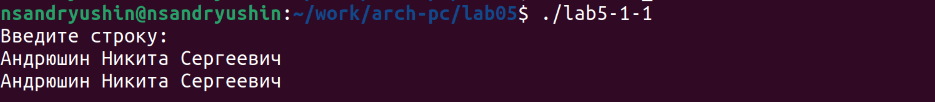 nsandryushin@nsandryushin:~/work/arch-pc/lab05$ ./lab5-1-1
Введите строку:
Андрюшин Никита Сергеевич
Андрюшин Никита Сергеевич